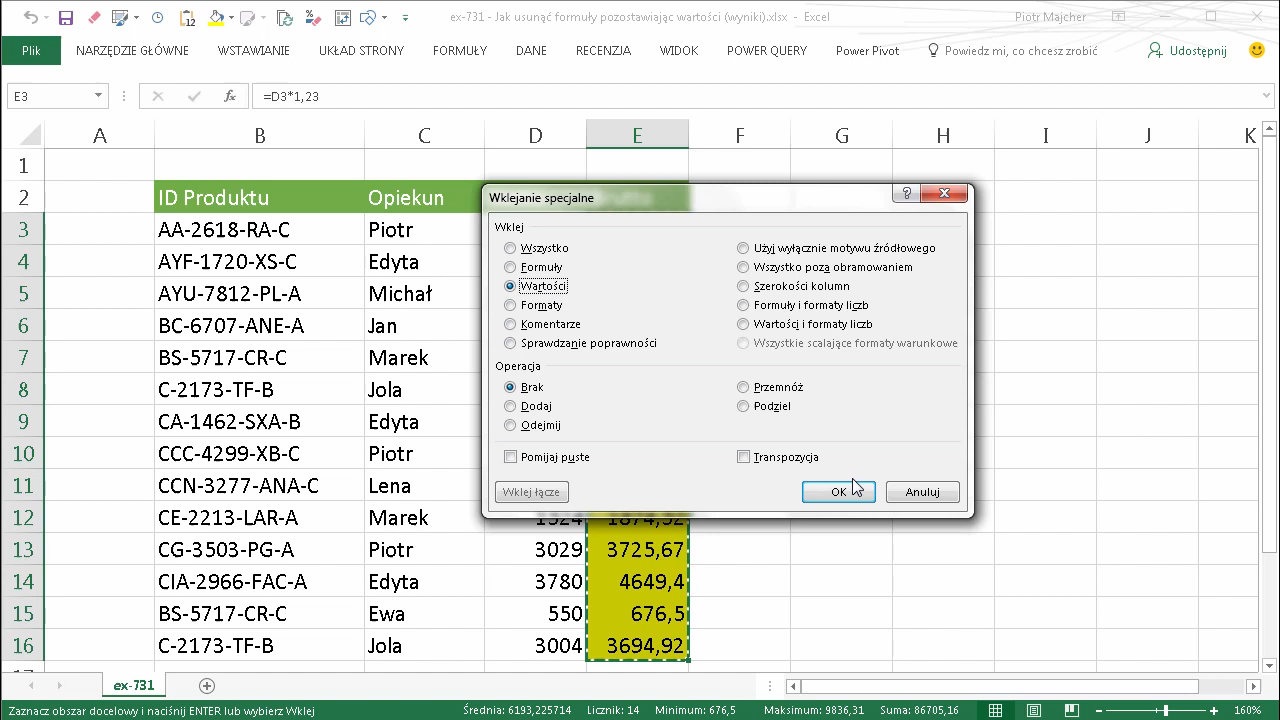 ex-731 - Jak usunąć formuły pozostawiając wartości (wyniki).xlsx - Excel
Piotr Majcher
Plik NARZĘDZIE GŁÓWNE WSTAWIANIE UKŁAD STRONY FORMUŁY DANE RECENZJA WIDOK POWER QUERY Power Pivot Powiedz mi, co chcesz zrobić Udostępnij
E3 fx =D3*1,23
A B C D E F G H I J K
1
2 ID Produktu Opiekun
3 AA-2618-RA-C Piotr
4 AYF-1720-XS-C Edyta
5 AYU-7812-PL-A Michał
6 BC-6707-ANE-A Jan
7 BS-5717-CR-C Marek
8 C-2173-TF-B Jola
9 CA-1462-SXA-B Edyta
10 CCC-4299-XB-C Piotr
11 CCN-3277-ANA-C Lena
12 CE-2213-LAR-A Marek 1524 1874,52
13 CG-3503-PG-A Piotr 3029 3725,67
14 CIA-2966-FAC-A Edyta 3780 4649,4
15 BS-5717-CR-C Ewa 550 676,5
16 C-2173-TF-B Jola 3004 3694,92
17
Wklejanie specjalne
Wklej
Wszystko Użyj wyłącznie motywu źródłowego
Formuły Wszystko poza obramowaniem
Wartości Szerokości kolumn
Formaty Formuły i formaty liczb
Komentarze Wartości i formaty liczb
Sprawdzanie poprawności Wszystkie scalające formaty warunkowe
Operacja
Brak Przemnóż
Dodaj Podziel
Odejmij
Pomijaj puste Transpozycja
Wklej łącze OK Anuluj
ex-731
Zaznacz obszar docelowy i naciśnij ENTER lub wybierz Wklej Średnia: 6193,225714 Licznik: 14 Minimum: 676,5 Maksimum: 9836,31 Suma: 86705,16 160%